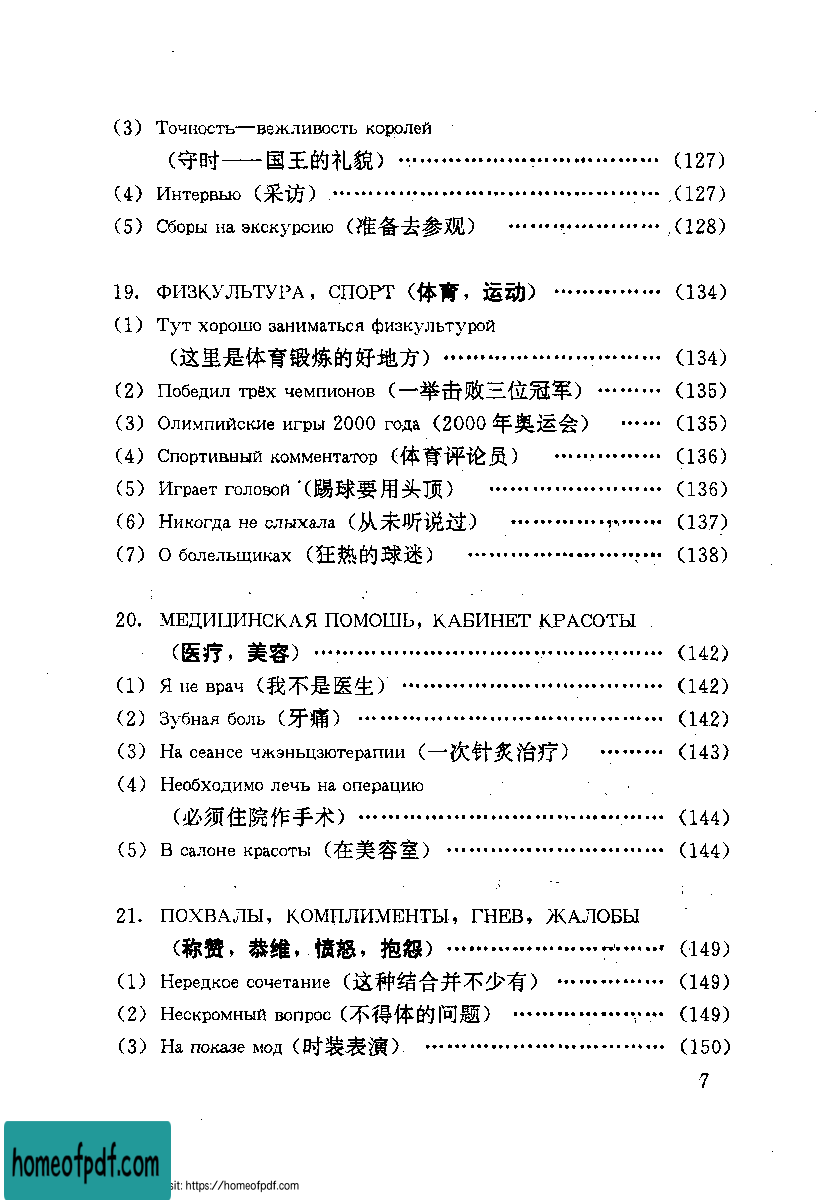 (3) Точность—вежливость королей
(守时——国王的礼貌) …………………………… (127)
(4) Интервью (采访) …………………………… (127)
(5) Сборы на экскурсию (准备去参观) …………… (128)
19. ФИЗКУЛЬТУРА, СПОРТ (体育, 运动) …………… (134)
(1) Тут хорошо заниматься физкультурой
(这里是体育锻炼的好地方) ………………… (134)
(2) Победил трёх чемпионов (一举击败三位冠军) ……… (135)
(3) Олимпийские игры 2000 года (2000年奥运会) …… (135)
(4) Спортивный комментатор (体育评论员) ………… (136)
(5) Играет головой (踢球要用头顶) ……………… (136)
(6) Никогда не слыхала (从未听说过) …………… (137)
(7) О болельщиках (狂热的球迷) ……………… (138)
20. МЕДИЦИНСКАЯ ПОМОШЬ, КАБИНЕТ КРАСОТЫ
(医疗, 美容) …………………………… (142)
(1) Я не врач (我不是医生) …………………… (142)
(2) Зубная боль (牙痛) ………………………… (142)
(3) На сеансе чжэньцзютерапии (一次针灸治疗) ……… (143)
(4) Необходимо лечь на операцию
(必须住院作手术) ………………………… (144)
(5) В салоне красоты (在美容室) ………………… (144)
21. ПОХВАЛЫ, КОМПЛИМЕНТЫ, ГНЕВ, ЖАЛОБЫ
(称赞, 恭维, 愤怒, 抱怨) ………………… (149)
(1) Нередкое сочетание (这种结合并不少有) ………… (149)
(2) Нескромный вопрос (不得体的问题) …………… (149)
(3) На показе мод (时装表演) …………………… (150)
7
homeofpdf.com
sit: https://homeofpdf.com